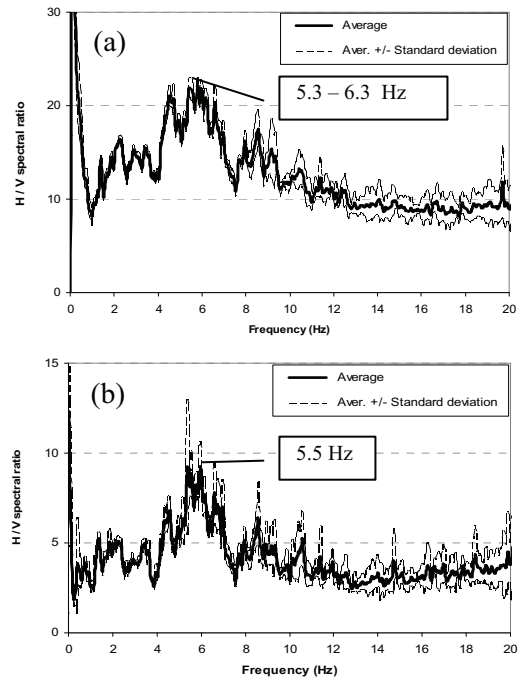 30
(a)
Average
Aver. +/- Standard deviation
5.3 – 6.3 Hz
20
H / V spectral ratio
10
0
0 2 4 6 8 10 12 14 16 18 20
Frequency (Hz)
15
(b)
Average
Aver. +/- Standard deviation
5.5 Hz
10
H / V spectral ratio
5
0
0 2 4 6 8 10 12 14 16 18 20
Frequency (Hz)